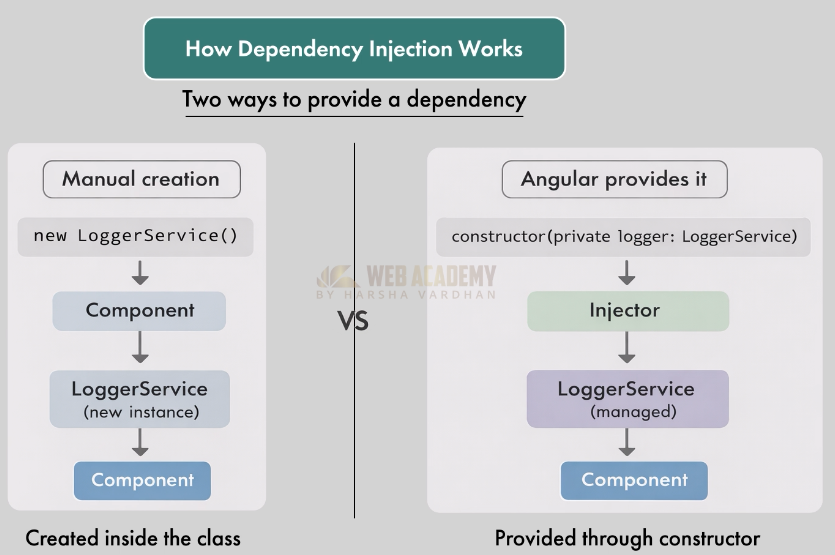 How Dependency Injection Works
Two ways to provide a dependency
Manual creation
new LoggerService()
Component
LoggerService
(new instance)
Component
Created inside the class
WEB ACADEMY
BY HARSHA VARDHAN
VS
Angular provides it
constructor(private logger: LoggerService)
Injector
LoggerService
(managed)
Component
Provided through constructor